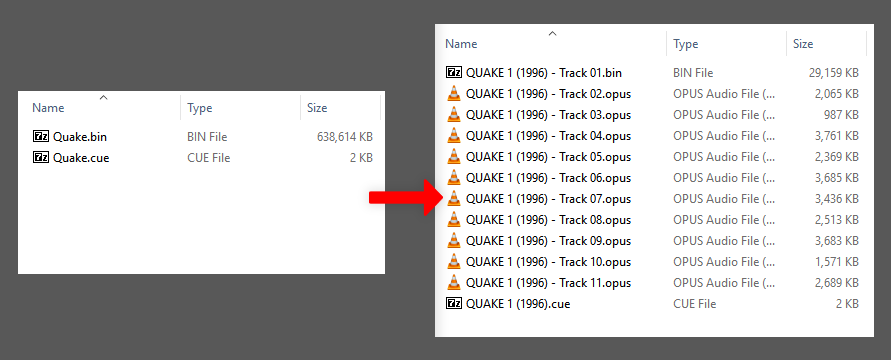 Name Type Size
Quake.bin BIN File 638,614 KB
Quake.cue CUE File 2 KB
Name Type Size
QUAKE 1 (1996) - Track 01.bin BIN File 29,159 KB
QUAKE 1 (1996) - Track 02.opus OPUS Audio File (... 2,065 KB
QUAKE 1 (1996) - Track 03.opus OPUS Audio File (... 987 KB
QUAKE 1 (1996) - Track 04.opus OPUS Audio File (... 3,761 KB
QUAKE 1 (1996) - Track 05.opus OPUS Audio File (... 2,369 KB
QUAKE 1 (1996) - Track 06.opus OPUS Audio File (... 3,685 KB
QUAKE 1 (1996) - Track 07.opus OPUS Audio File (... 3,436 KB
QUAKE 1 (1996) - Track 08.opus OPUS Audio File (... 2,513 KB
QUAKE 1 (1996) - Track 09.opus OPUS Audio File (... 3,683 KB
QUAKE 1 (1996) - Track 10.opus OPUS Audio File (... 1,571 KB
QUAKE 1 (1996) - Track 11.opus OPUS Audio File (... 2,689 KB
QUAKE 1 (1996).cue CUE File 2 KB